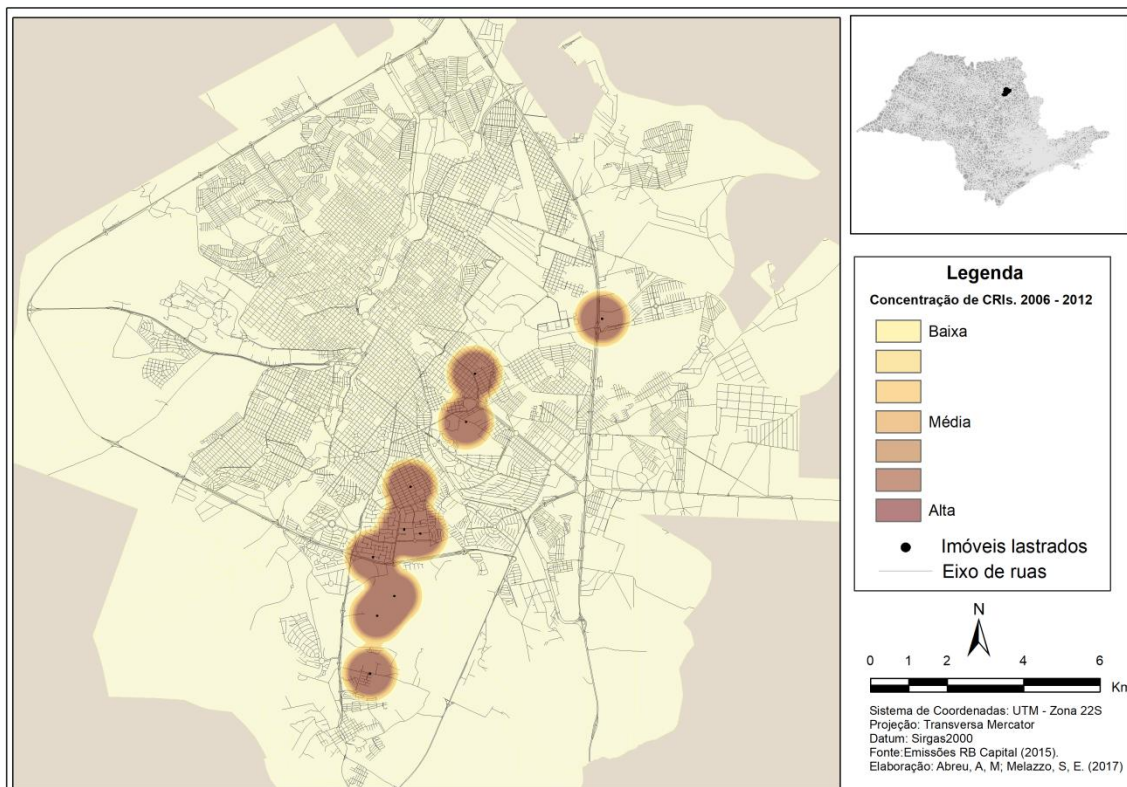 Legenda
Concentração de CRIs. 2006 - 2012
Baixa
Média
Alta
Imóveis lastrados
Eixo de ruas
N
0 1 2 4 6
Km
Sistema de Coordenadas: UTM - Zona 22S
Projeção: Transversa Mercator
Datum: Sirgas2000
Fonte:Emissões RB Capital (2015).
Elaboração: Abreu, A, M; Melazzo, S, E. (2017)